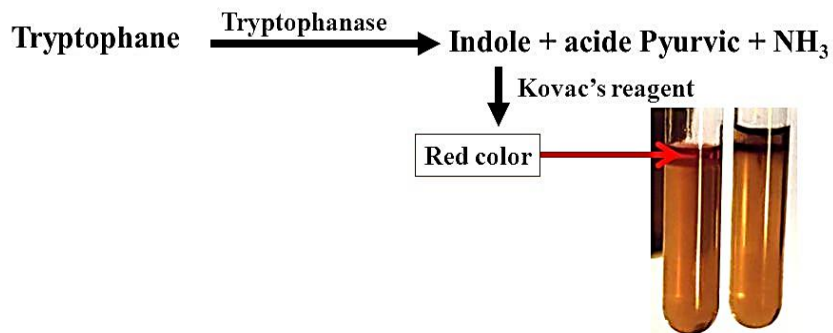 Tryptophanase
Tryptophane
Indole + acide Pyurvic + NH₃
Kovac's reagent
Red color